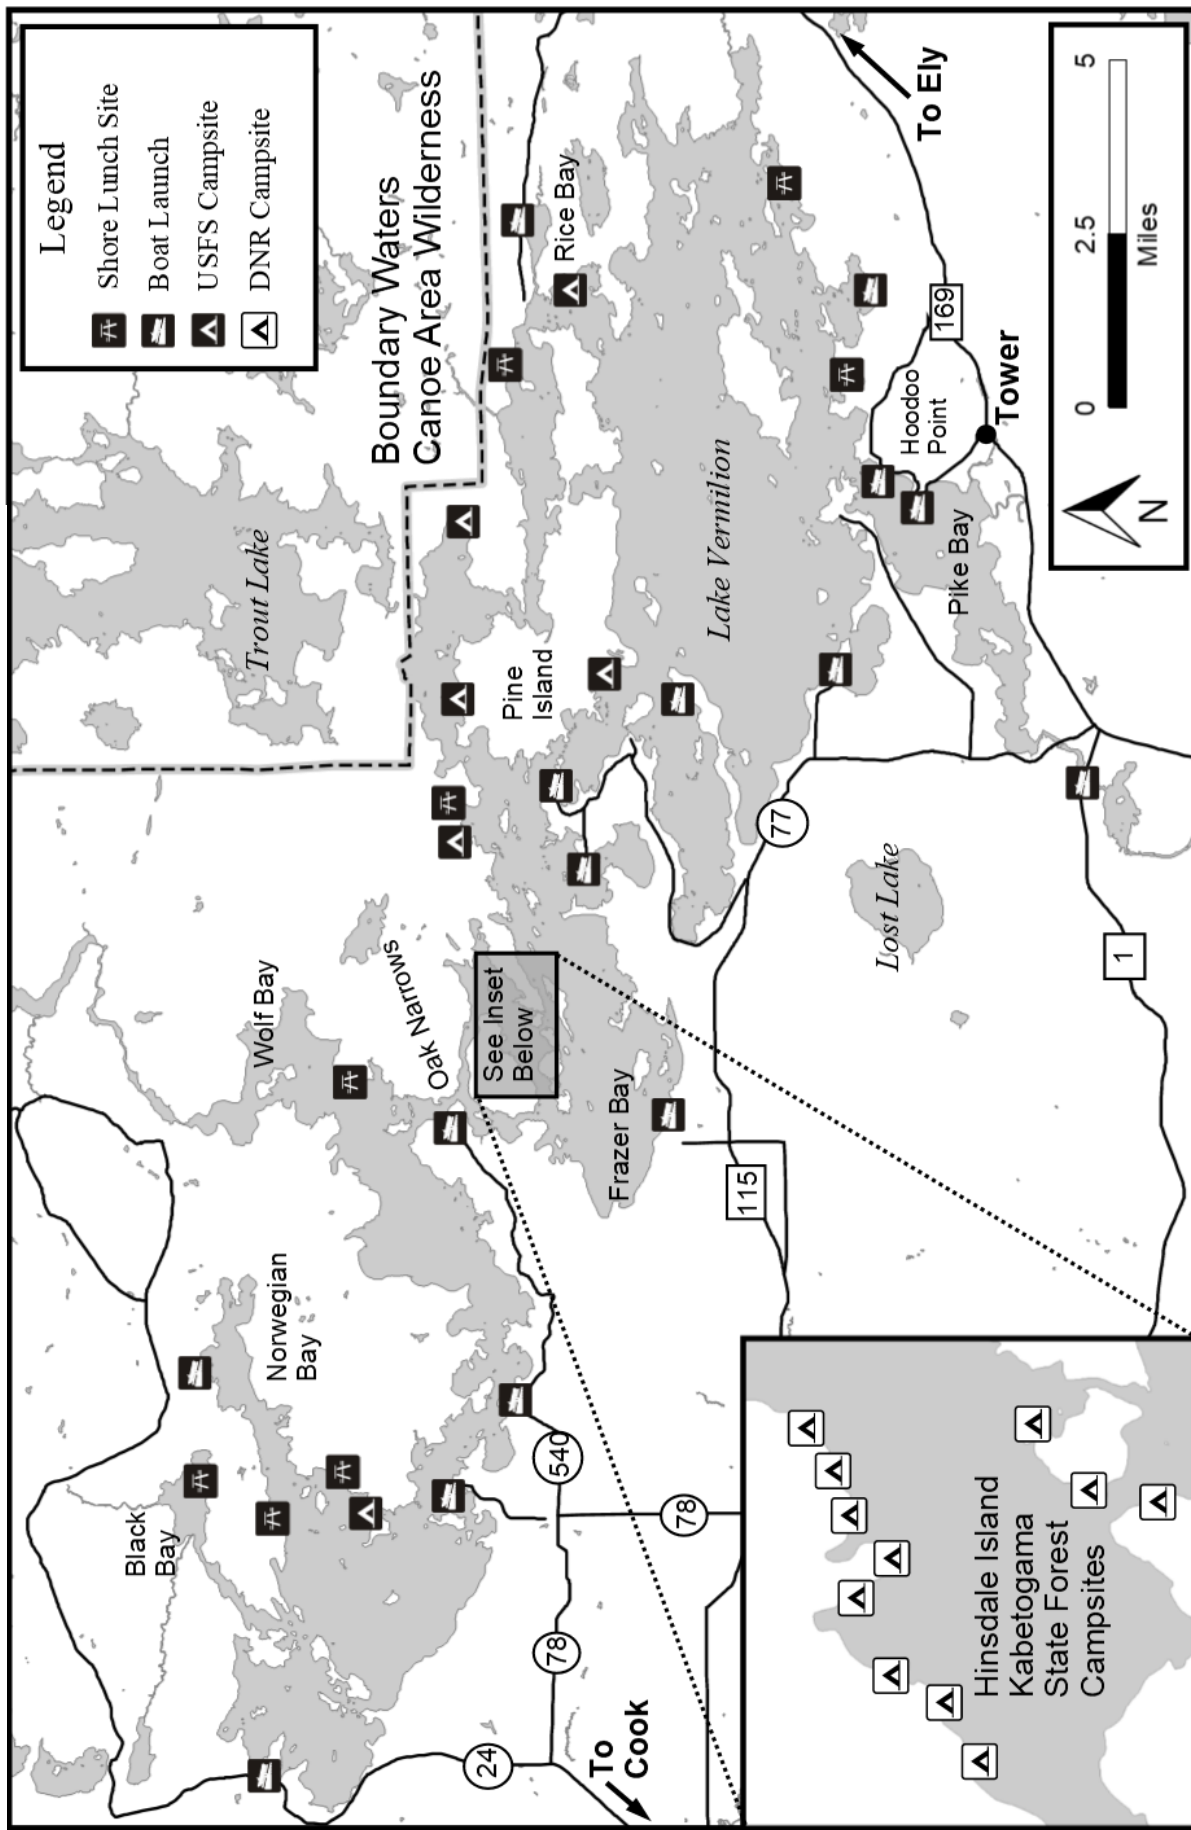 Legend
Shore Lunch Site
Boat Launch
USFS Campsite
DNR Campsite
Boundary Waters
Canoe Area Wilderness
Trout Lake
Wolf Bay
Norwegian
Bay
Black
Bay
Oak Narrows
See Inset
Below
Pine
Island
Rice Bay
Frazer Bay
Lake Vermilion
To Ely
169
Hoodoo
Point
Tower
Pike Bay
77
Lost Lake
1
115
540
78
78
24
To
Cook
Hinsdale Island
Kabetogama
State Forest
Campsites
0
2.5
5
Miles
N